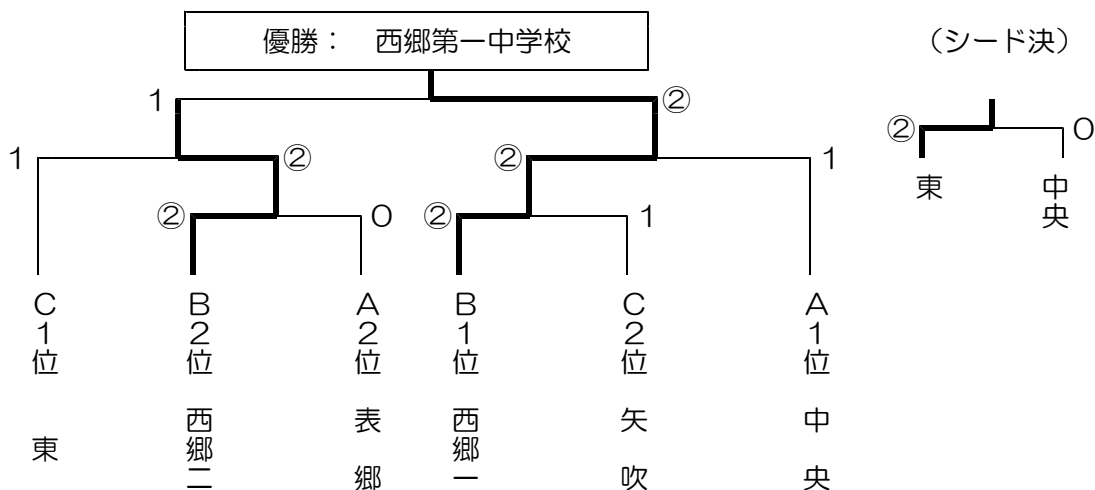 優勝： 西郷第一中学校
（シード決）
1
②
②
0
東
中央
1
②
②
1
②
0
②
1
C1位 東
B2位 西郷二
A2位 表郷
B1位 西郷一
C2位 矢吹
A1位 中央